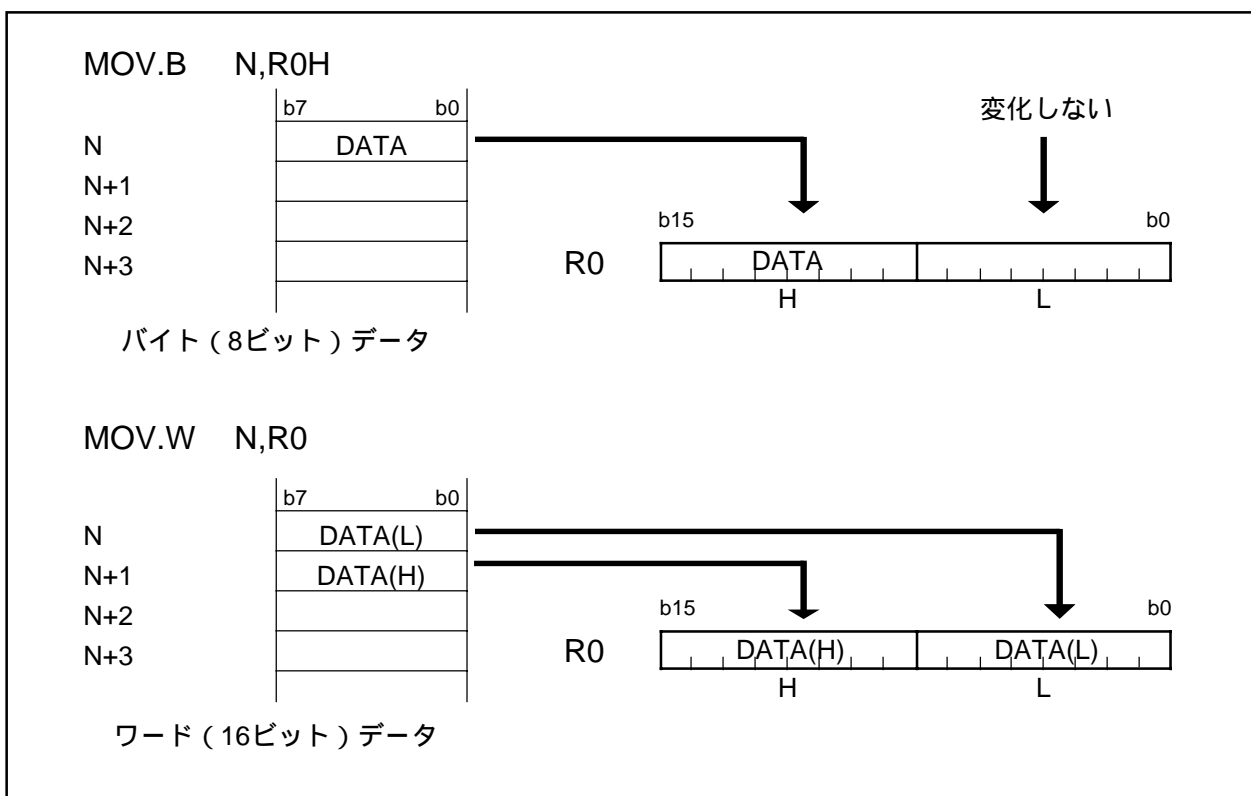 MOV.B N,R0H
b7 b0
変化しない
N DATA
N+1
N+2
b15 b0
N+3
R0 DATA
H L
バイト（8ビット）データ
MOV.W N,R0
b7 b0
N DATA(L)
N+1 DATA(H)
N+2
b15 b0
N+3
R0 DATA(H) DATA(L)
H L
ワード（16ビット）データ